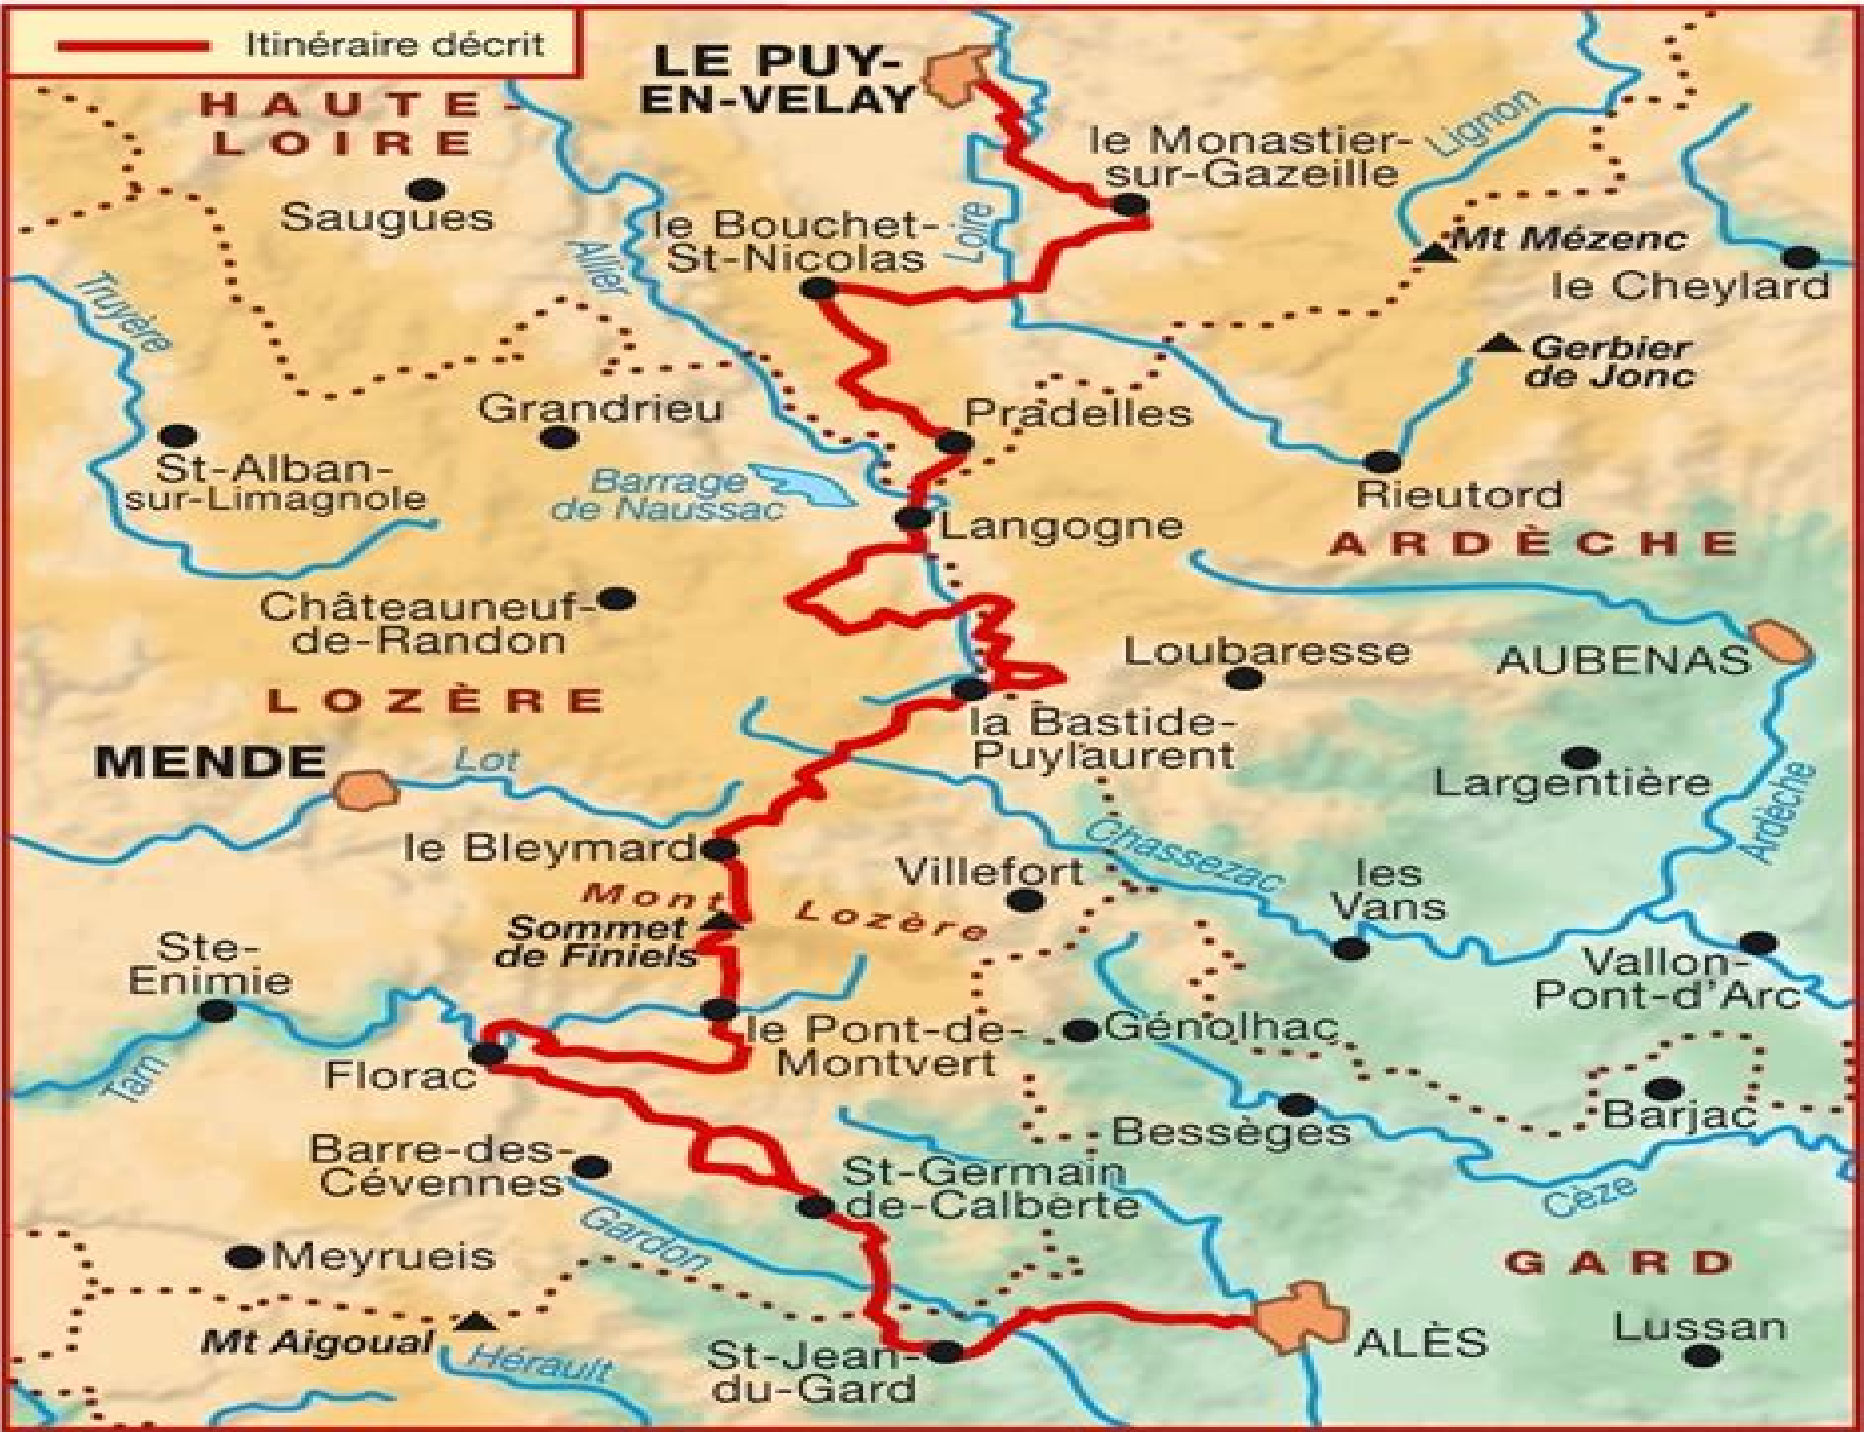 Itinéraire décrit
LE PUY-
EN-VELAY
HAUTE-
LOIRE
le Monastier-
sur-Gazeille
Lignon
Saugues
le Bouchet-
St-Nicolas
Loire
Allier
Mt Mézenc
le Cheylard
Truyère
Gerbier
de Jonc
Grandrieu
Pradelles
St-Alban-
sur-Limagnole
Barrage
de Naussac
Rieutord
Langogne
ARDÈCHE
Châteauneuf-
de-Randon
Loubaresse
AUBENAS
LOZÈRE
la Bastide-
Puylaurent
MENDE
Lot
Largentière
Ardèche
le Bleymard
Chassezac
Villefort
les
Vans
Mont Lozère
Sommet
de Finiels
Ste-
Enimie
Vallon-
Pont-d'Arc
le Pont-de-
Montvert
Génolhac
Florac
Tarn
Barjac
Bessèges
Barre-des-
Cévennes
St-Germain
de-Calberte
Cèze
Gardon
Meyrueis
GARD
Mt Aigoual
Hérault
St-Jean-
du-Gard
ALÈS
Lussan